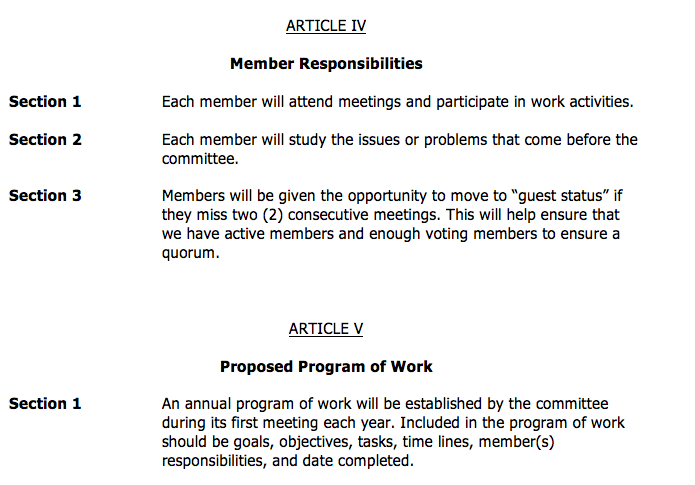 ARTICLE IV
Member Responsibilities
Section 1 Each member will attend meetings and participate in work activities.
Section 2 Each member will study the issues or problems that come before the
committee.
Section 3 Members will be given the opportunity to move to “guest status” if
they miss two (2) consecutive meetings. This will help ensure that
we have active members and enough voting members to ensure a
quorum.
ARTICLE V
Proposed Program of Work
Section 1 An annual program of work will be established by the committee
during its first meeting each year. Included in the program of work
should be goals, objectives, tasks, time lines, member(s)
responsibilities, and date completed.